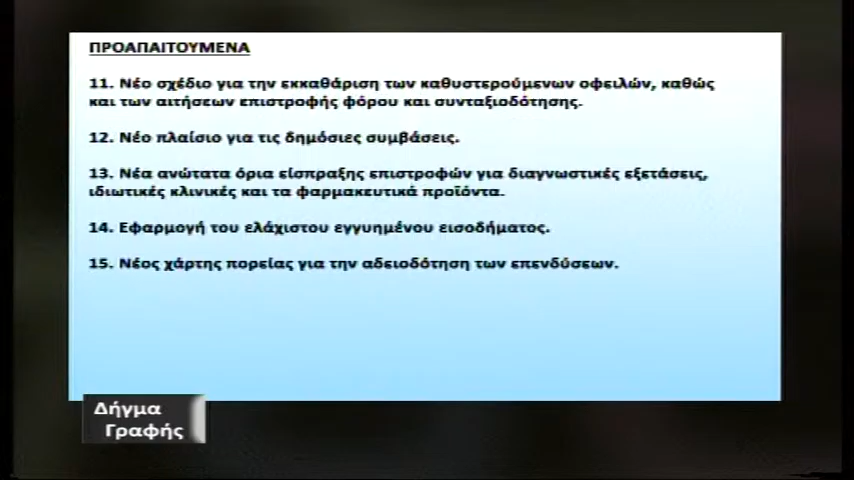 ΠΡΟΑΠΑΙΤΟΥΜΕΝΑ
11. Νέο σχέδιο για την εκκαθάριση των καθυστερούμενων οφειλών, καθώς
και των αιτήσεων επιστροφής φόρου και συνταξιοδότησης.
12. Νέο πλαίσιο για τις δημόσιες συμβάσεις.
13. Νέα ανώτατα όρια είσπραξης επιστροφών για διαγνωστικές εξετάσεις,
ιδιωτικές κλινικές και τα φαρμακευτικά προϊόντα.
14. Εφαρμογή του ελάχιστου εγγυημένου εισοδήματος.
15. Νέος χάρτης πορείας για την αδειοδότηση των επενδύσεων.
Δήγμα
Γραφής